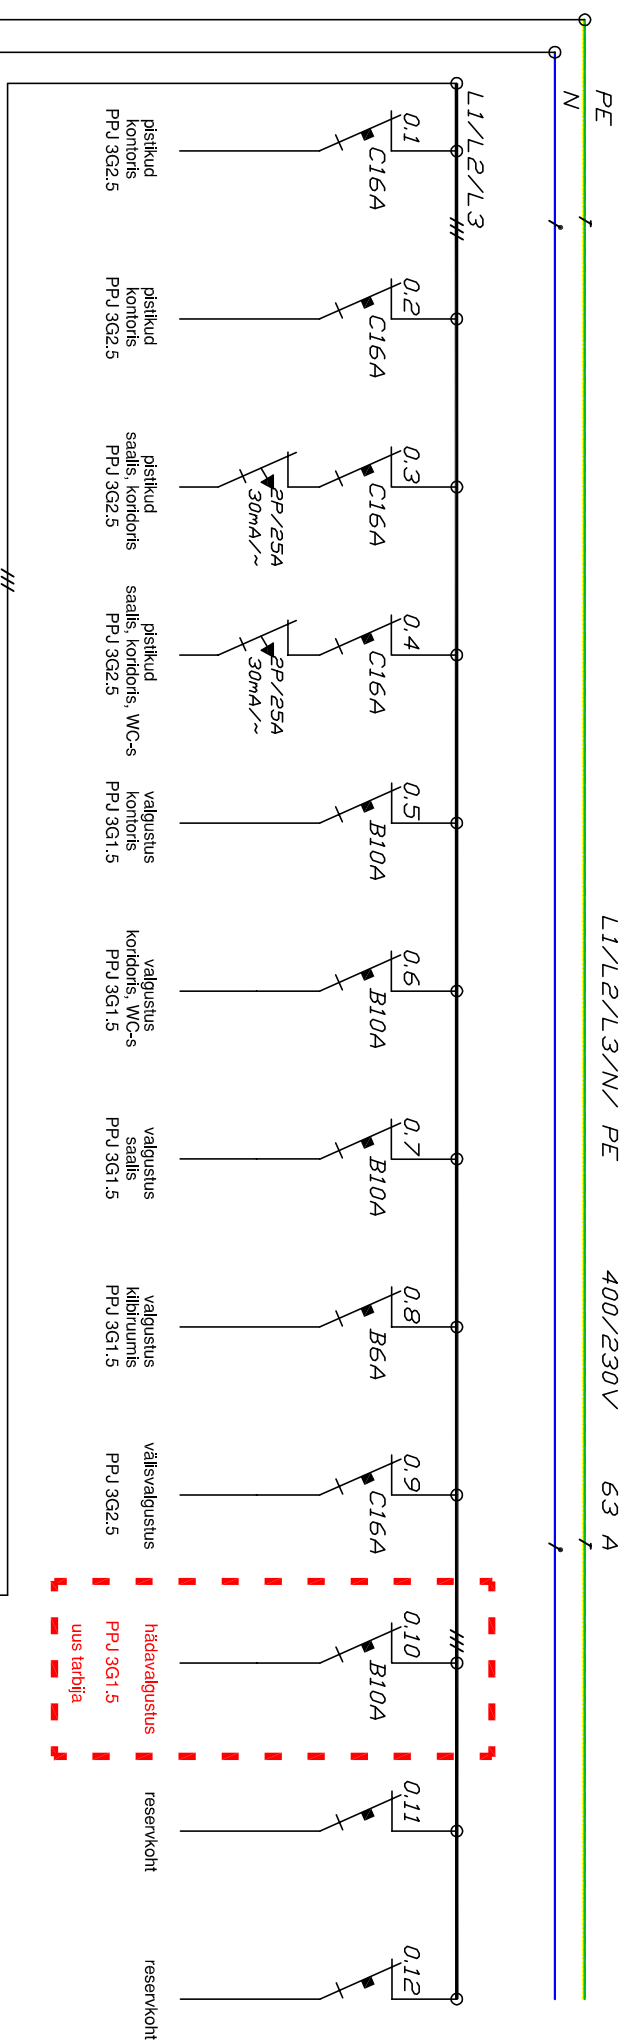 L1/L2/L3/N/ PE 400/230V 63 A
PE
N
L1/L2/L3
0.1
C16A
pistikud
kontoris
PPJ 3G2.5
0.2
C16A
pistikud
kontoris
PPJ 3G2.5
0.3
C16A
2P/25A
30mA/~
pistikud
saalis, koridoris
PPJ 3G2.5
0.4
C16A
2P/25A
30mA/~
pistikud
saalis, koridoris, WC-s
PPJ 3G2.5
0.5
B10A
valgustus
kontoris
PPJ 3G1.5
0.6
B10A
valgustus
koridoris, WC-s
PPJ 3G1.5
0.7
B10A
valgustus
saalis
PPJ 3G1.5
0.8
B6A
valgustus
kilbiruumis
PPJ 3G1.5
0.9
C16A
välisvalgustus
PPJ 3G2.5
0.10
B10A
hädavalgustus
PPJ 3G1.5
uus tarbija
0.11
reservkoht
0.12
reservkoht